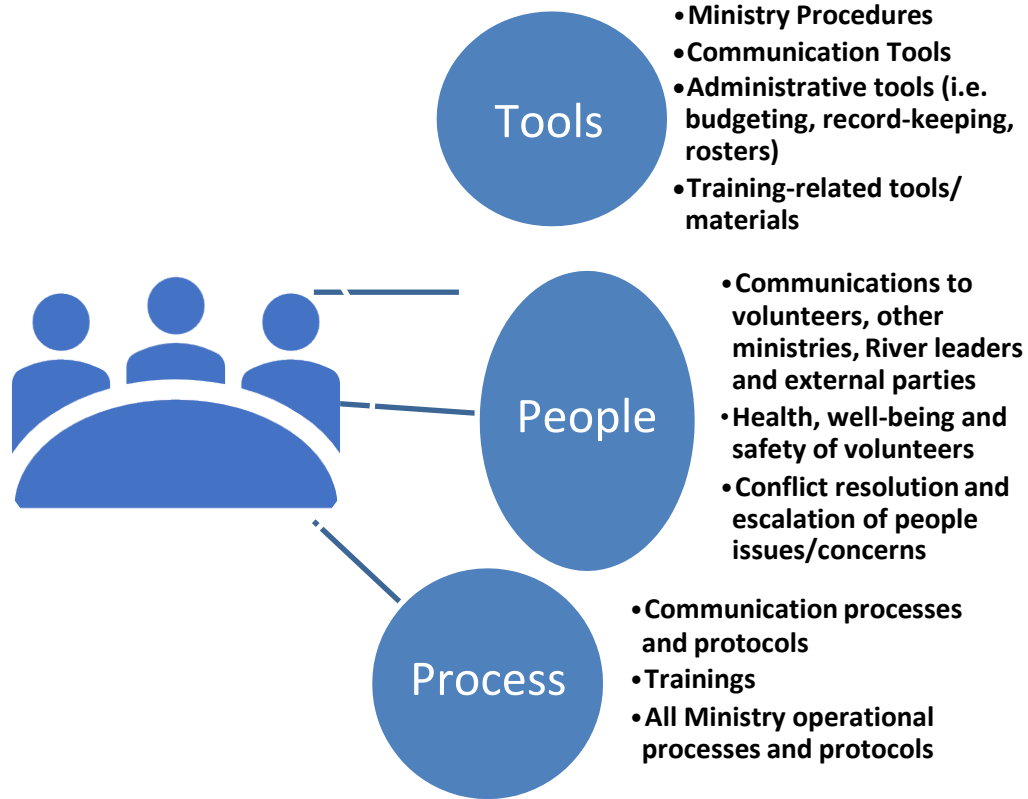 Tools
•Ministry Procedures
•Communication Tools
•Administrative tools (i.e.
budgeting, record-keeping,
rosters)
•Training-related tools/
materials
People
•Communications to
volunteers, other
ministries, River leaders
and external parties
•Health, well-being and
safety of volunteers
•Conflict resolution and
escalation of people
issues/concerns
Process
•Communication processes
and protocols
•Trainings
•All Ministry operational
processes and protocols